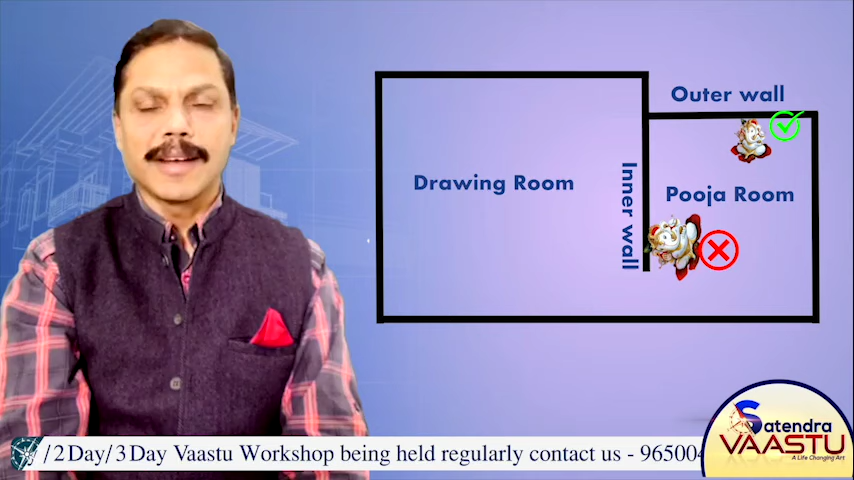 Outer wall
Drawing Room
Inner wall
Pooja Room
/2 Day/3 Day Vaastu Workshop being held regularly contact us - 96500
Satendra
VAASTU
A Life Changing Art